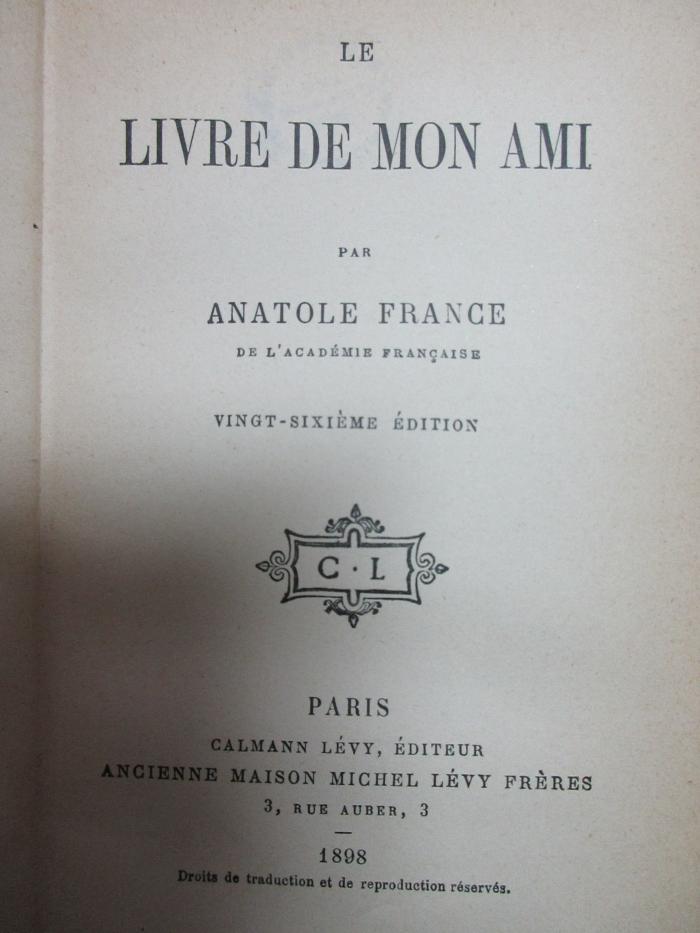 LE
LIVRE DE MON AMI
PAR
ANATOLE FRANCE
DE L'ACADÉMIE FRANÇAISE
VINGT-SIXIÈME ÉDITION
C · L
PARIS
CALMANN LÉVY, ÉDITEUR
ANCIENNE MAISON MICHEL LÉVY FRÈRES
3, RUE AUBER, 3
1898
Droits de traduction et de reproduction réservés.